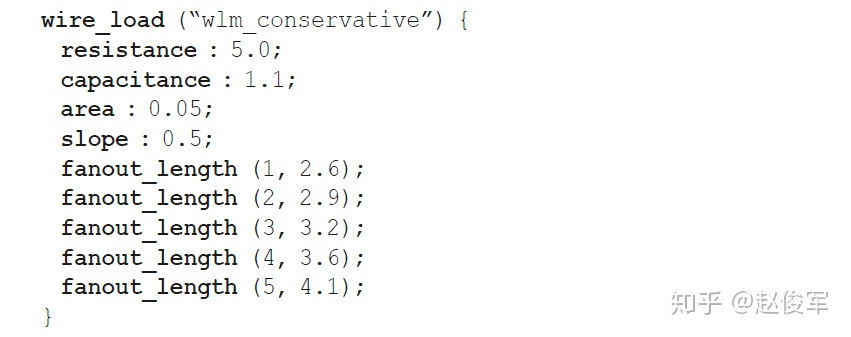 wire_load (“wlm_conservative”) {
resistance : 5.0;
capacitance : 1.1;
area : 0.05;
slope : 0.5;
fanout_length (1, 2.6);
fanout_length (2, 2.9);
fanout_length (3, 3.2);
fanout_length (4, 3.6);
fanout_length (5, 4.1);
}
知乎 @赵俊军